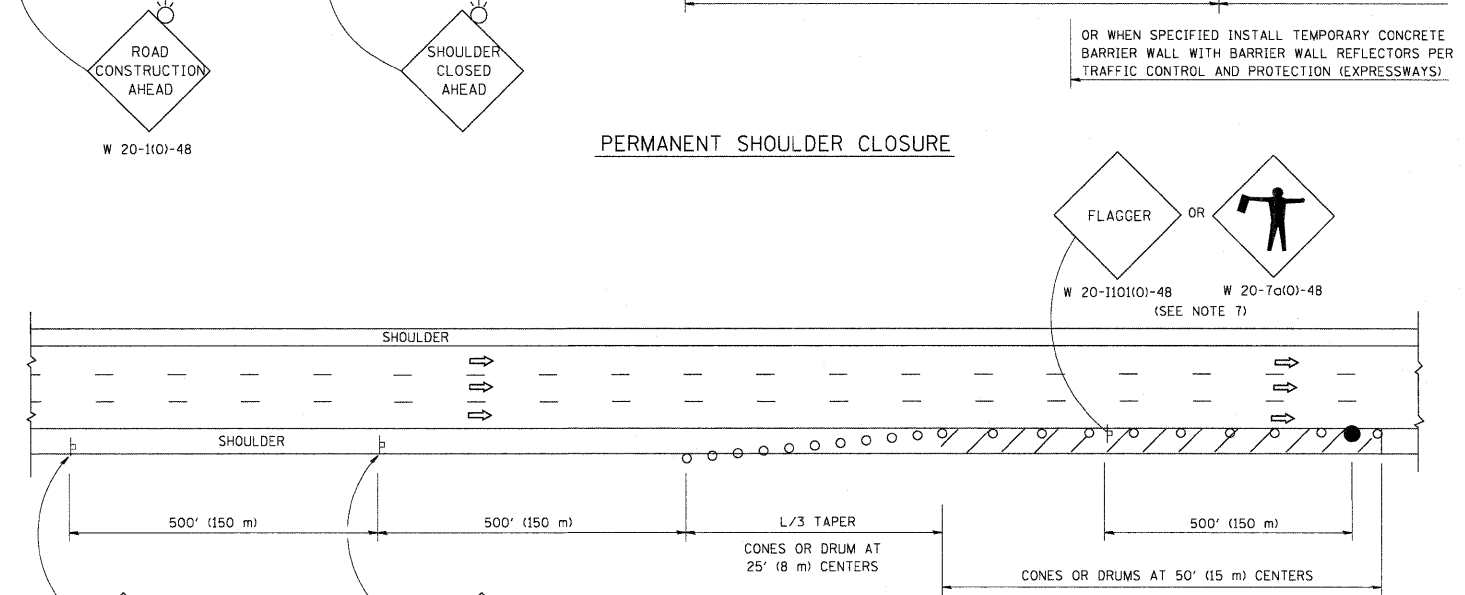 ROAD
CONSTRUCTION
AHEAD
W 20-1(O)-48
SHOULDER
CLOSED
AHEAD
OR WHEN SPECIFIED INSTALL TEMPORARY CONCRETE
BARRIER WALL WITH BARRIER WALL REFLECTORS PER
TRAFFIC CONTROL AND PROTECTION (EXPRESSWAYS)
PERMANENT SHOULDER CLOSURE
FLAGGER
OR
W 20-I101(O)-48
W 20-7a(O)-48
(SEE NOTE 7)
SHOULDER
SHOULDER
500' (150 m)
500' (150 m)
L/3 TAPER
500' (150 m)
CONES OR DRUM AT
25' (8 m) CENTERS
CONES OR DRUMS AT 50' (15 m) CENTERS